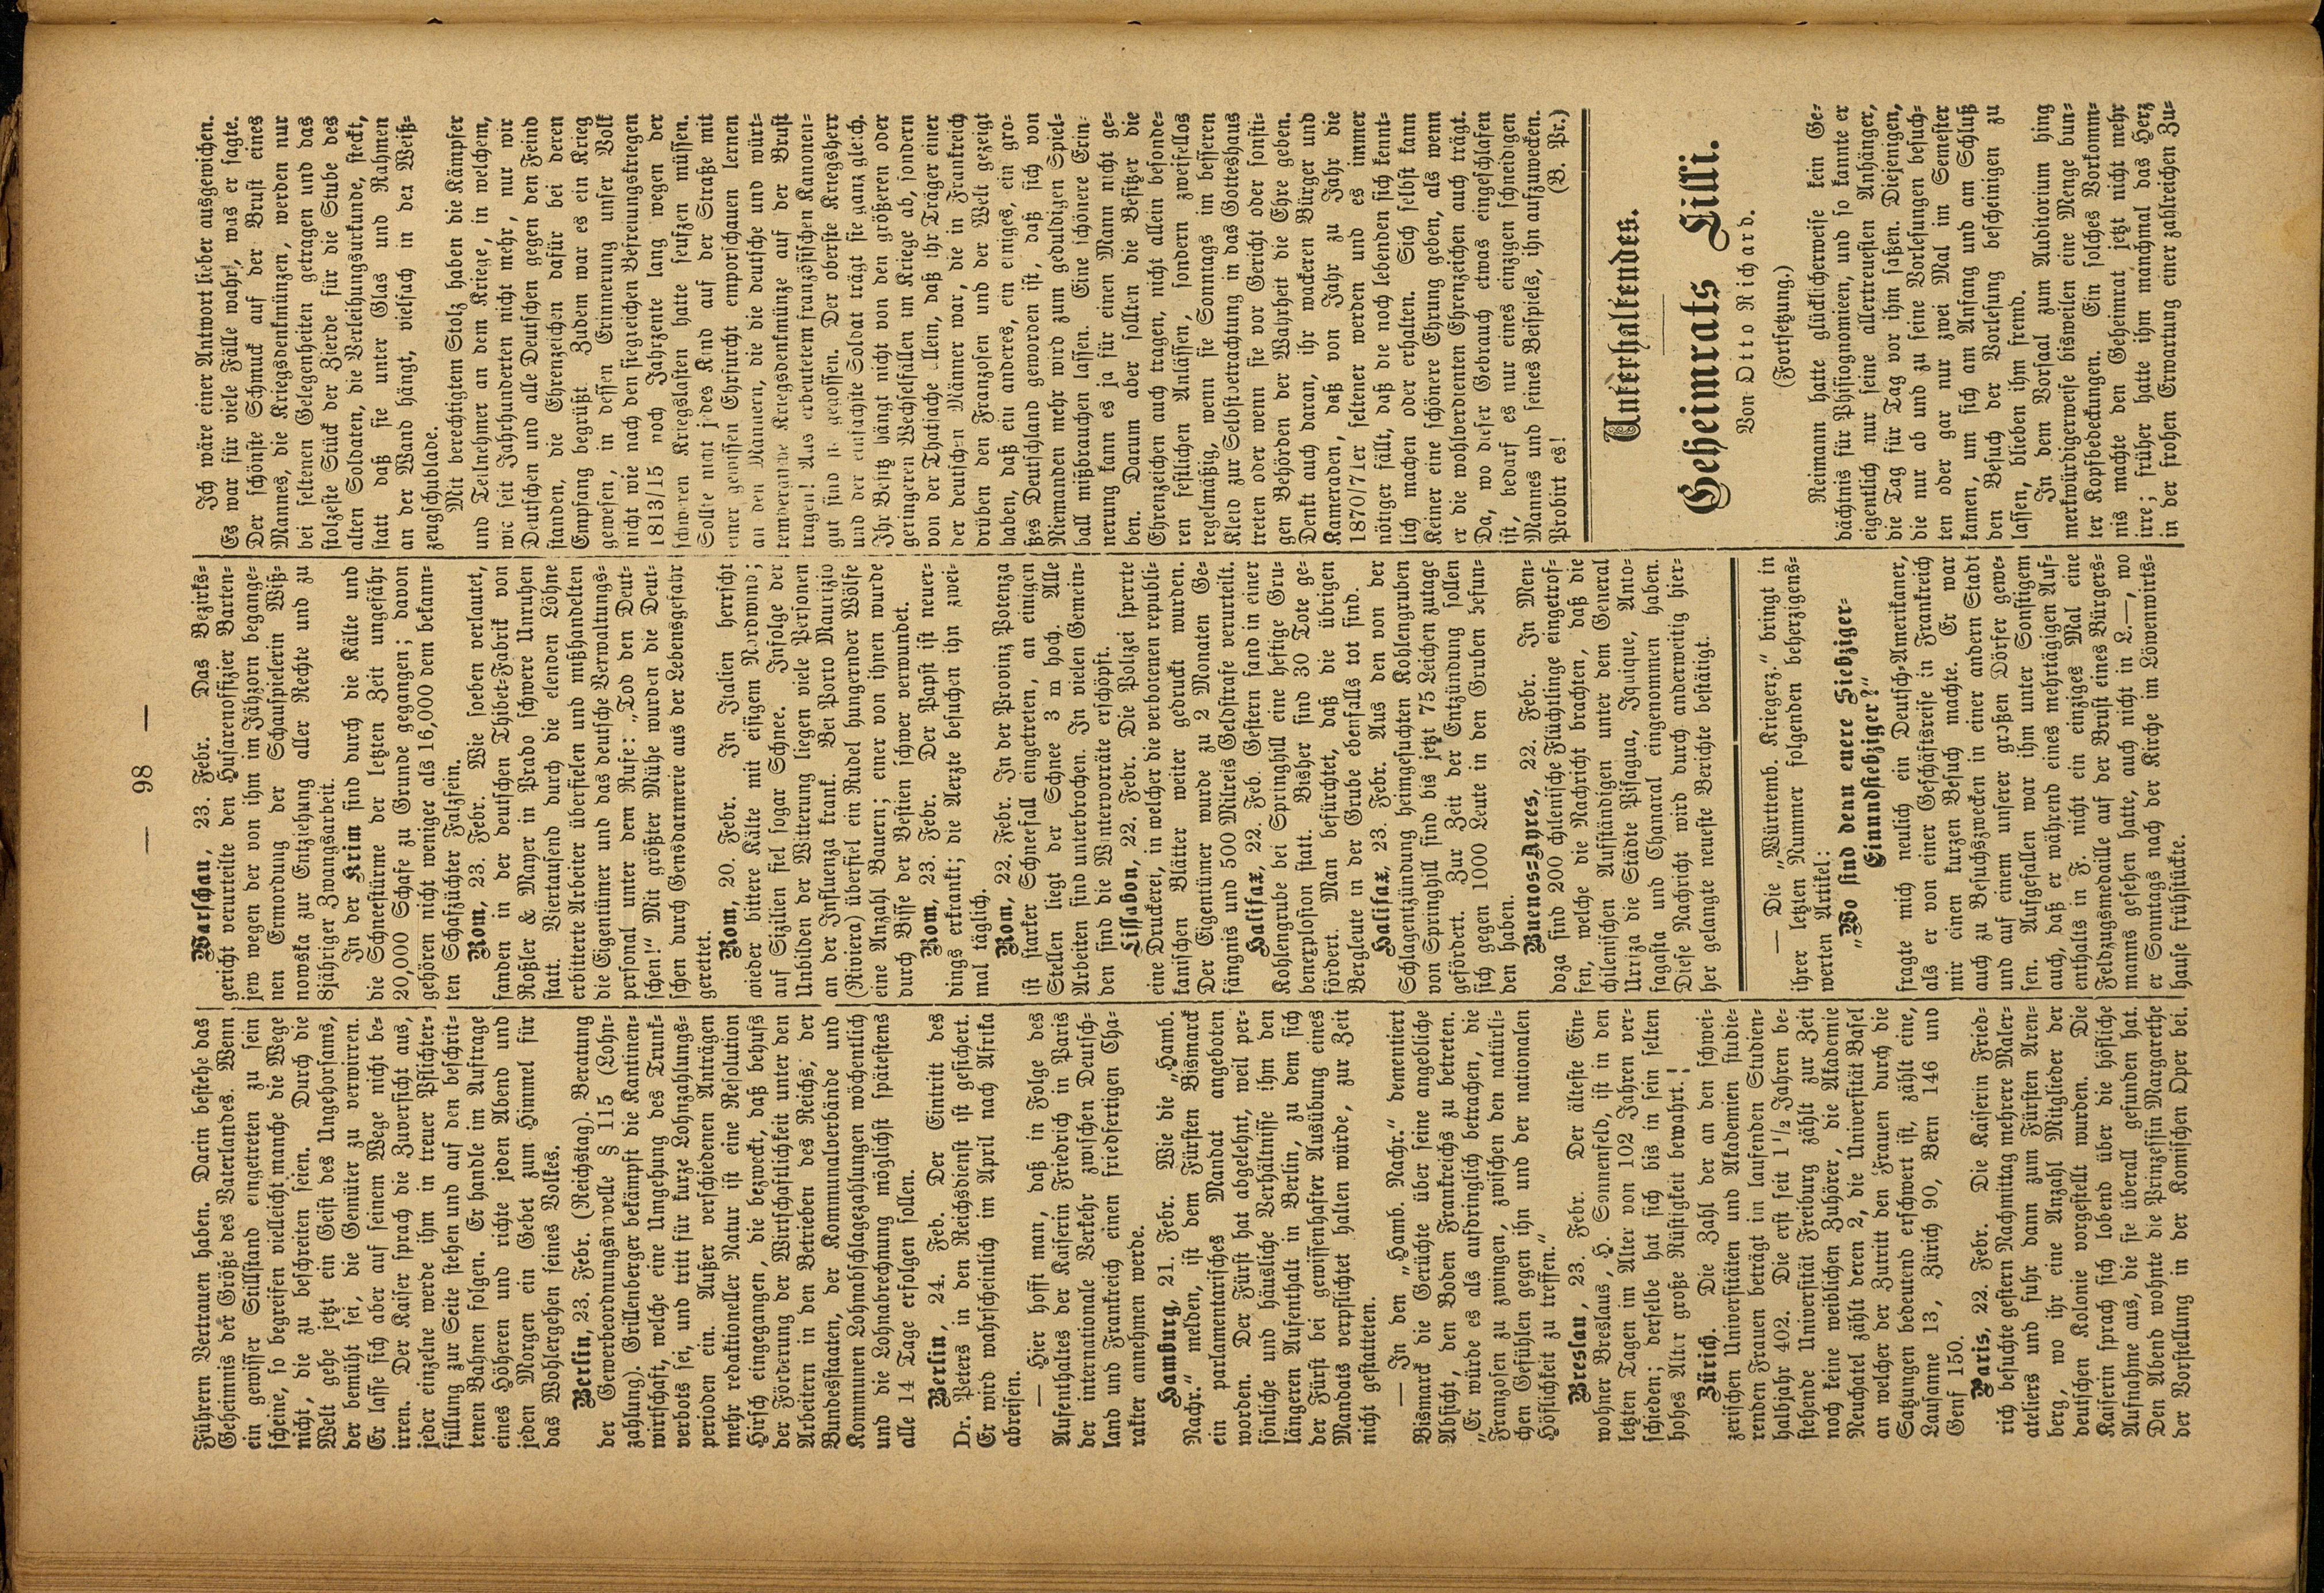 — 98 —
Führern Vertrauen haben. Darin bestehe das
Geheimnis der Größe des Vaterlandes. Wenn
ein gewisser Stillstand eingetreten zu sein
scheine, so begreifen vielleicht manche die Wege
nicht, die zu beschreiten seien. Durch die
Welt gehe jetzt ein Geist des Ungehorsams,
der bemüht sei, die Gemüter zu verwirren.
Er lasse sich aber auf seinem Wege nicht be-
irren. Der Kaiser sprach die Zuversicht aus,
jeder einzelne werde ihm in treuer Pflichter-
füllung zur Seite stehen und auf den beschrit-
tenen Bahnen folgen. Er handle im Auftrage
eines Höheren und richte jeden Abend und
jeden Morgen ein Gebet zum Himmel für
das Wohlergehen seines Volkes.
Berlin, 23. Febr. (Reichstag). Beratung
der Gewerbeordnungsnovelle § 115 (Lohn-
zahlung). Grillenberger bekämpft die Kantinen-
wirtschaft, welche eine Umgehung des Trunk-
verbots sei, und tritt für kurze Lohnzahlungs-
perioden ein. Außer verschiedenen Anträgen
mehr redaktioneller Natur ist eine Resolution
Hirsch eingegangen, die bezweckt, daß behufs
der Förderung der Wirtschaftlichkeit unter den
Arbeitern in den Betrieben des Reichs, der
Bundesstaaten, der Kommunalverbände und
Kommunen Lohnabschlagszahlungen wöchentlich
und die Lohnabrechnung möglichst spätestens
alle 14 Tage erfolgen sollen.
Berlin, 24. Feb. Der Eintritt des
Dr. Peters in den Reichsdienst ist gesichert.
Er wird wahrscheinlich im April nach Afrika
abreisen.
— Hier hofft man, daß in Folge des
Aufenthaltes der Kaiserin Friedrich in Paris
der internationale Verkehr zwischen Deutsch-
land und Frankreich einen friedfertigen Cha-
rakter annehmen werde.
Hamburg, 21. Febr. Wie die „Hamb.
Nachr.“ melden, ist dem Fürsten Bismarck
ein parlamentarisches Mandat angeboten
worden. Der Fürst hat abgelehnt, weil per-
sönliche und häusliche Verhältnisse ihm den
längeren Aufenthalt in Berlin, zu dem sich
der Fürst bei gewissenhafter Ausübung eines
Mandats verpflichtet halten würde, zur Zeit
nicht gestatteten.
— In den „Hamb. Nachr.“ dementiert
Bismarck die Gerüchte über seine angebliche
Absicht, den Boden Frankreichs zu betreten.
„Er würde es als aufdringlich betrachen, die
Franzosen zu zwingen, zwischen den natürli-
chen Gefühlen gegen ihn und der nationalen
Höflichkeit zu treffen.“
Breslau, 23. Febr. Der älteste Ein-
wohner Breslaus, H. Sonnenfeld, ist in den
letzten Tagen im Alter von 102 Jahren ver-
schieden; derselbe hat sich bis in sein selten
hohes Alter große Rüstigkeit bewahrt.
Zürich. Die Zahl der an den schwei-
zerischen Universitäten und Akademien studie-
renden Frauen beträgt im laufenden Studien-
halbjahr 402. Die erst seit 1 1/2 Jahren be-
stehende Universität Freiburg zählt zur Zeit
noch keine weiblichen Zuhörer, die Akademie
Neuchatel zählt deren 2, die Universität Basel
an welcher der Zutritt den Frauen durch die
Satzungen bedeutend erschwert ist, zählt eine,
Lausanne 13, Zürich 90, Bern 146 und
Genf 150.
Paris, 22. Febr. Die Kaiserin Fried-
rich besuchte gestern Nachmittag mehrere Maler-
ateliers und fuhr dann zum Fürsten Aren-
berg, wo ihr eine Anzahl Mitglieder der
deutschen Kolonie vorgestellt wurden. Die
Kaiserin sprach sich lobend über die höfliche
Aufnahme aus, die sie überall gefunden hat.
Den Abend wohnte die Prinzessin Margarethe
der Vorstellung in der Komischen Oper bei.
Warschau, 23. Febr. Das Bezirks-
gericht verurteilte den Husarenoffizier Barten-
jew wegen der von ihm im Jähzorn begange-
nen Ermordung der Schauspielerin Wiß-
nowska zur Entziehung aller Rechte und zu
8jähriger Zwangsarbeit.
In der Krim sind durch die Kälte und
die Schneestürme der letzten Zeit ungefähr
20,000 Schafe zu Grunde gegangen; davon
gehören nicht weniger als 16,000 dem bekann-
ten Schafzüchter Falzfein.
Rom, 23. Febr. Wie soeben verlautet,
fanden in der deutschen Thibet-Fabrik von
Roßler & Mayer in Prado schwere Unruhen
statt. Viertausend durch die elenden Löhne
erbitterte Arbeiter überfielen und mißhandelten
die Eigentümer und das deutsche Verwaltungs-
personal unter dem Rufe: „Tod den Deut-
schen!“ Mit größter Mühe wurden die Deut-
schen durch Gensdarmerie aus der Lebensgefahr
gerettet.
Rom, 20. Febr. In Italien herrscht
wieder bittere Kälte mit eisigem Nordwind;
auf Sizilien fiel sogar Schnee. Infolge der
Unbilden der Witterung liegen viele Personen
an der Influenza krank. Bei Porto Maurizio
(Riviera) überfiel ein Rudel hungernder Wölfe
eine Anzahl Bauern; einer von ihnen wurde
durch Bisse der Bestien schwer verwundet.
Rom, 23. Febr. Der Papst ist neuer-
dings erkrankt; die Aerzte besuchen ihn zwei-
mal täglich.
Rom, 22. Febr. In der Provinz Potenza
ist starker Schneefall eingetreten, an einigen
Stellen liegt der Schnee 3 m hoch. Alle
Arbeiten sind unterbrochen. In vielen Gemein-
den sind die Wintervorräte erschöpft.
Lissabon, 22. Febr. Die Polizei sperrte
eine Druckerei, in welcher die verbotenen republi-
kanischen Blätter weiter gedruckt wurden.
Der Eigentümer wurde zu 2 Monaten Ge-
fängnis und 500 Milreis Geldstrafe verurteilt.
Halifax, 22. Feb. Gestern fand in einer
Kohlengrube bei Springhill eine heftige Gru-
benexplosion statt. Bisher sind 30 Tote ge-
fördert. Man befürchtet, daß die übrigen
Bergleute in der Grube ebenfalls tot sind.
Halifax, 23. Febr. Aus den von der
Schlagentzündung heimgesuchten Kohlengruben
von Springhill sind bis jetzt 75 Leichen zutage
gefördert. Zur Zeit der Entzündung sollen
sich gegen 1000 Leute in den Gruben befun-
den haben.
Buenos-Ayres, 22. Febr. In Men-
doza sind 200 chilenische Flüchtlinge eingetrof-
fen, welche die Nachricht brachten, daß die
chilenischen Aufständigen unter dem General
Urriza die Städte Pisagua, Iquique, Anto-
fagasta und Chanaral eingenommen haben.
Diese Nachricht wird durch anderweitig hier-
her gelangte neueste Berichte bestätigt.
— Die „Württemb. Kriegerz.“ bringt in
ihrer letzten Nummer folgenden beherzigens-
werten Artikel:
„Wo sind denn euere Siebziger-
Einundsiebziger?“
fragte mich neulich ein Deutsch-Amerikaner,
als er von einer Geschäftsreise in Frankreich
mir einen kurzen Besuch machte. Er war
auch zu Besuchszwecken in einer andern Stadt
und auf einem unserer großen Dörfer gewe-
sen. Aufgefallen war ihm unter Sonstigem
auch, daß er während eines mehrtägigen Auf-
enthalts in F. nicht ein einziges Mal eine
Feldzugsmedaille auf der Brust eines Bürgers-
manns gesehen hatte, auch nicht in L.—, wo
er Sonntags nach der Kirche im Löwenwirts-
hause frühstückte.
Ich wäre einer Antwort lieber ausgewichen.
Es war für viele Fälle wahr, was er sagte.
Der schönste Schmuck auf der Brust eines
Mannes, die Kriegsdenkmünzen, werden nur
bei seltenen Gelegenheiten getragen und das
stolzeste Stück der Zierde für die Stube des
alten Soldaten, die Verleihungsurkunde, steckt,
statt daß sie unter Glas und Rahmen
an der Wand hängt, vielfach in der Weiß-
zeugschublade.
Mit berechtigtem Stolz haben die Kämpfer
und Teilnehmer an dem Kriege, in welchem,
wie seit Jahrhunderten nicht mehr, nur wir
Deutschen und alle Deutschen gegen den Feind
standen, die Ehrenzeichen dafür bei deren
Empfang begrüßt. Zudem war es ein Krieg
gewesen, in dessen Erinnerung unser Volk
nicht wie nach den siegreichen Befreiungskriegen
1813/15 noch Jahrzente lang wegen der
schweren Kriegslasten hatte seufzen müssen.
Sollte nicht jedes Kind auf der Straße mit
einer gewissen Ehrfurcht emporschauen lernen
an den Männern, die die deutsche und würt-
tembergische Kriegsdenkmünze auf der Brust
tragen! Aus erbeutetem französischen Kanonen-
gut sind sie gegossen. Der oberste Kriegsherr
und der einfachste Soldat trägt sie ganz gleich.
Ihr Besitz hängt nicht von den größeren oder
geringeren Wechselfällen im Kriege ab, sondern
von der Thatsache allein, daß ihr Träger einer
der deutschen Männer war, die in Frankreich
drüben den Franzosen und der Welt gezeigt
haben, daß ein anderes, ein einiges, ein gro-
ßes Deutschland geworden ist, daß sich von
Niemanden mehr wird zum geduldigen Spiel-
ball mißbrauchen lassen. Eine schönere Erin-
nerung kann es ja für einen Mann nicht ge-
ben. Darum aber sollten die Besitzer die
Ehrenzeichen auch tragen, nicht allein besonde-
ren festlichen Anlässen, sondern zweifellos
regelmäßig, wenn sie Sonntags im besseren
Kleid zur Selbstbetrachtung in das Gotteshaus
treten oder wenn sie vor Gericht oder sonsti-
gen Behörden der Wahrheit die Ehre geben.
Denkt auch daran, ihr wackeren Bürger und
Kameraden, daß von Jahr zu Jahr die
1870/71er seltener werden und es immer
nötiger fällt, daß die noch lebenden sich kennt-
lich machen oder erhalten. Sich selbst kann
Keiner eine schönere Ehrung geben, als wenn
er die wohlverdienten Ehrenzeichen auch trägt.
Da, wo dieser Gebrauch etwas eingeschlafen
ist, bedarf es nur eines einzigen schneidigen
Mannes und seines Beispiels, ihn aufzuwecken.
Probirt es! (B. Pr.)
Unterhaltendes.
Geheimrats Lilli.
Von Otto Richard.
(Fortsetzung.)
Reimann hatte glücklicherweise kein Ge-
dächtnis für Phisiognomieen, und so kannte er
eigentlich nur seine allertreuesten Anhänger,
die Tag für Tag vor ihm saßen. Diejenigen,
die nur ab und zu seine Vorlesungen besuch-
ten oder gar nur zwei Mal im Semester
kamen, um sich am Anfang und am Schluß
den Besuch der Vorlesung bescheinigen zu
lassen, blieben ihm fremd.
In dem Vorsaal zum Auditorium hing
merkwürdigerweise bisweilen eine Menge bun-
ter Kopfbedeckungen. Ein solches Vorkomm-
nis machte den Geheimrat jetzt nicht mehr
irre; früher hatte ihm manchmal das Herz
in der frohen Erwartung einer zahlreichen Zu-